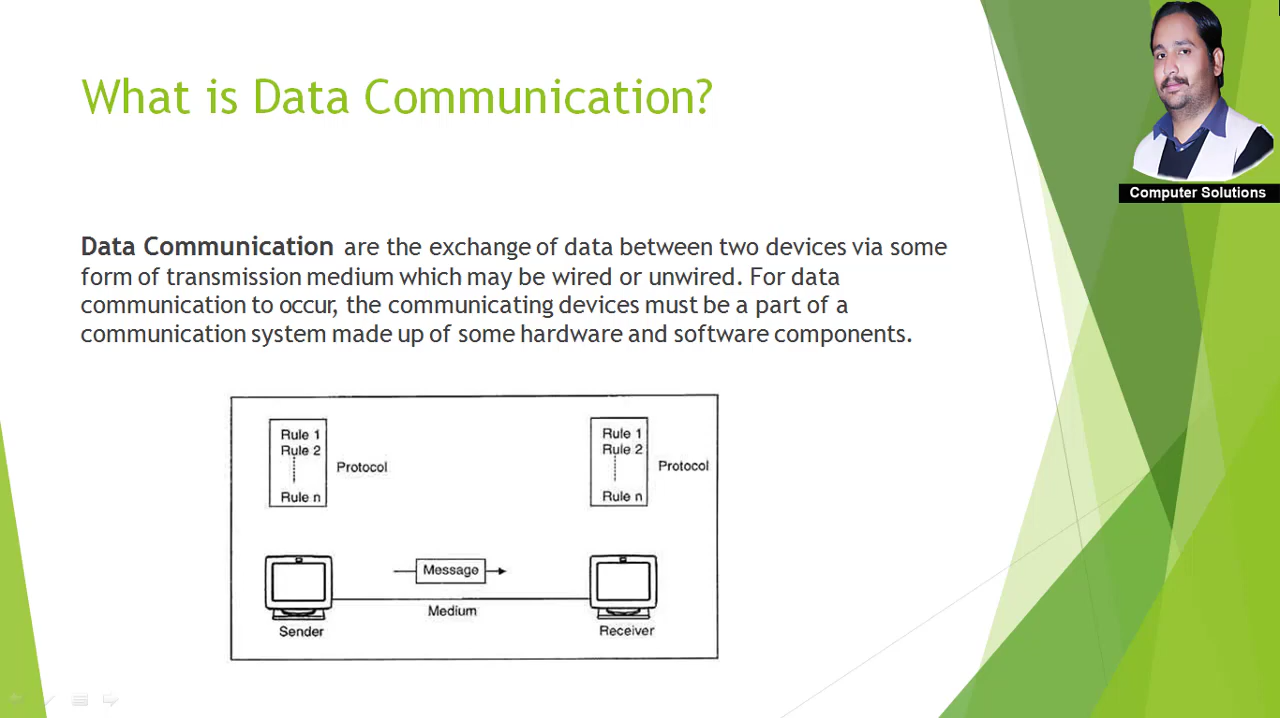 What is Data Communication?
Computer Solutions
Data Communication are the exchange of data between two devices via some
form of transmission medium which may be wired or unwired. For data
communication to occur, the communicating devices must be a part of a
communication system made up of some hardware and software components.
Rule 1
Rule 2
Rule n
Protocol
Rule 1
Rule 2
Rule n
Protocol
Message
Medium
Sender
Receiver